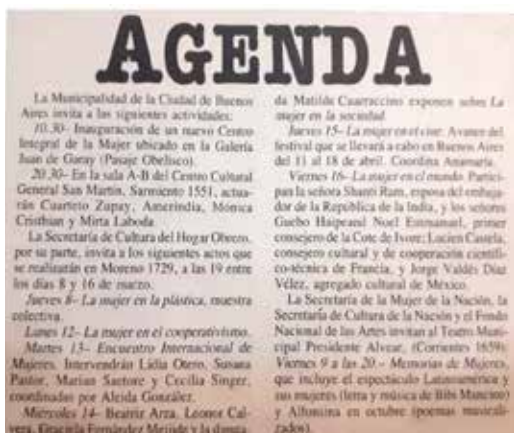 AGENDA
La Municipalidad de la Ciudad de Buenos
Aires invita a las siguientes actividades:
10.30- Inauguración de un nuevo Centro
Integral de la Mujer ubicado en la Galería
Juan de Garay (Pasaje Obelisco).
20.30- En la sala A-B del Centro Cultural
General San Martín, Sarmiento 1551, actua-
rán Cuarteto Zupay, Amerindia, Mónica
Cristhian y Mirta Laboda.
La Secretaría de Cultura del Hogar Obrero,
por su parte, invita a los siguientes actos que
se realizarán en Moreno 1729, a las 19 entre
los días 8 y 16 de marzo.
Jueves 8- La mujer en la plástica, muestra
colectiva.
Lunes 12- La mujer en el cooperativismo.
Martes 13- Encuentro Internacional de
Mujeres. Intervendrán Lidia Otero, Susana
Pastor, Marian Saetore y Cecilia Singer,
coordinadas por Aleida González.
Miércoles 14- Beatriz Arza, Leonor Cal-
vera, Graciela Fernández Meijide y la diputa-
da Matilde exponen sobre La
mujer en la sociedad.
Jueves 15- La mujer en el cine. Avance del
festival que se llevará a cabo en Buenos Aires
del 11 al 18 de abril. Coordina
Viernes 16- La mujer en el mundo. Partici-
pan la señora Shanti Ram, esposa del embaja-
dor de la República de la India, y los señores
Guebo Noel Emmanuel, primer
consejero de la Cote de Ivore; Lucien Castela,
consejero cultural y de cooperación científi-
co-técnica de Francia, y Jorge Valdés Díaz
Vélez, agregado cultural de México.
La Secretaría de la Mujer de la Nación, la
Secretaría de Cultura de la Nación y el Fondo
Nacional de las Artes invitan al Teatro Muni-
cipal Presidente Alvear, (Corrientes 1659):
Viernes 9 a las 20 - Memorias de Mujeres,
que incluye el espectáculo Latinoamérica y
sus mujeres (letra y música de Bibi Mancino)
y Alfonsina en octubre (poemas musicali-
zados).